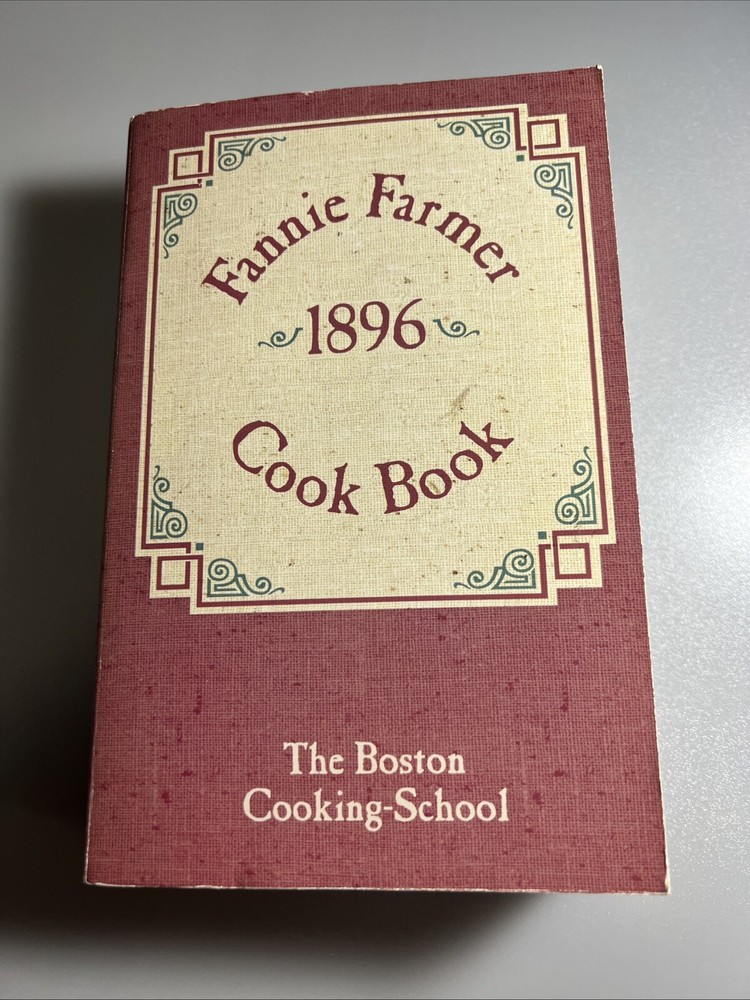 Fannie Farmer
1896
Cook Book
The Boston
Cooking-School